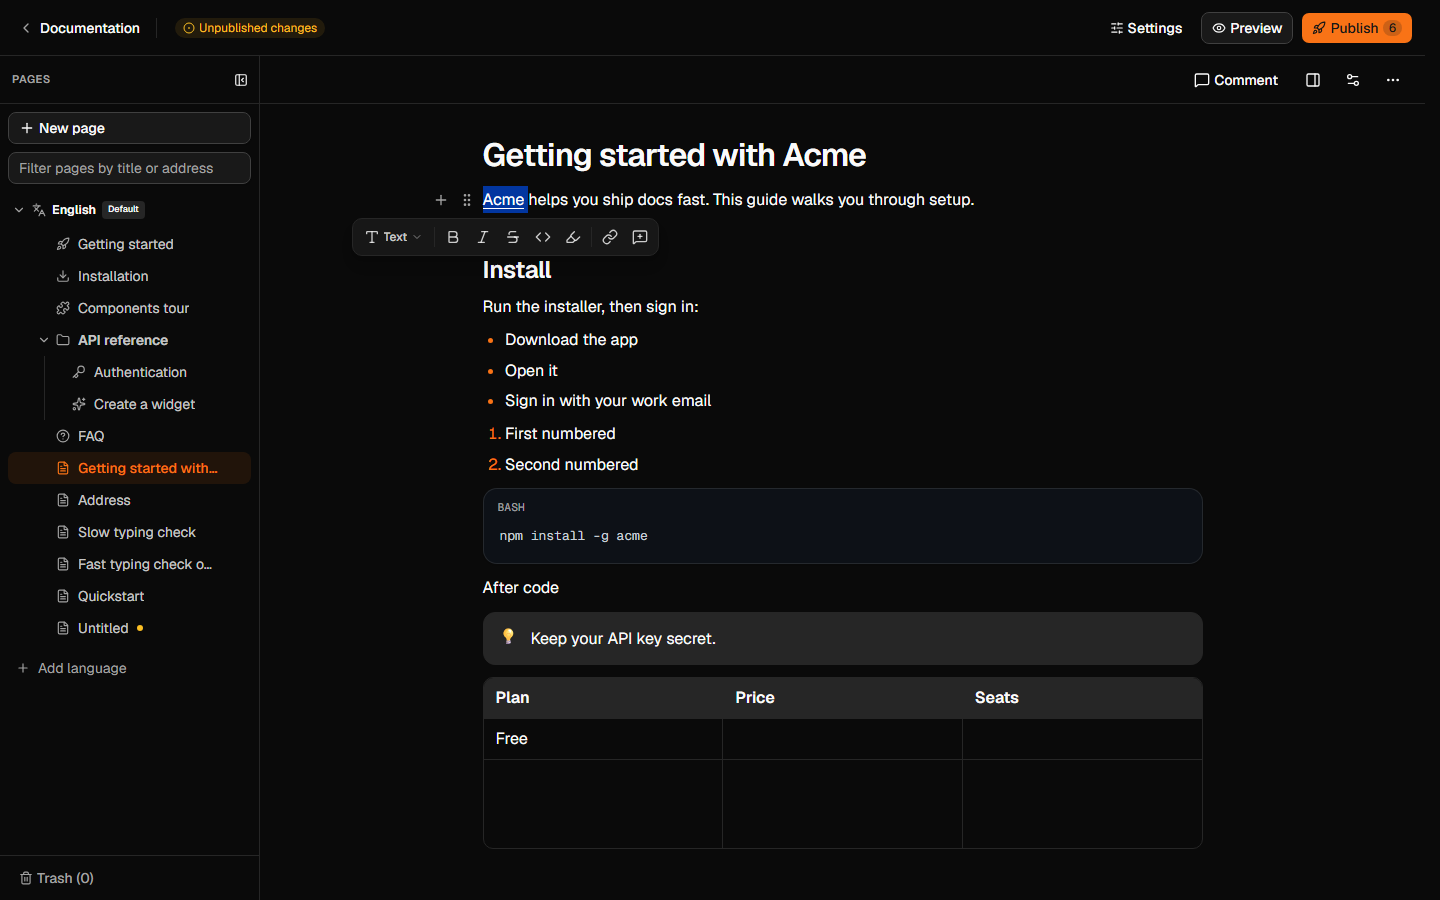 Documentation
Unpublished changes
Settings
Preview
Publish 6
PAGES
Comment
New page
Filter pages by title or address
English Default
Getting started
Installation
Components tour
API reference
Authentication
Create a widget
FAQ
Getting started with...
Address
Slow typing check
Fast typing check o...
Quickstart
Untitled
Add language
Trash (0)
Getting started with Acme
Acme helps you ship docs fast. This guide walks you through setup.
Text
Install
Run the installer, then sign in:
Download the app
Open it
Sign in with your work email
1. First numbered
2. Second numbered
BASH
npm install -g acme
After code
Keep your API key secret.
Plan Price Seats
Free